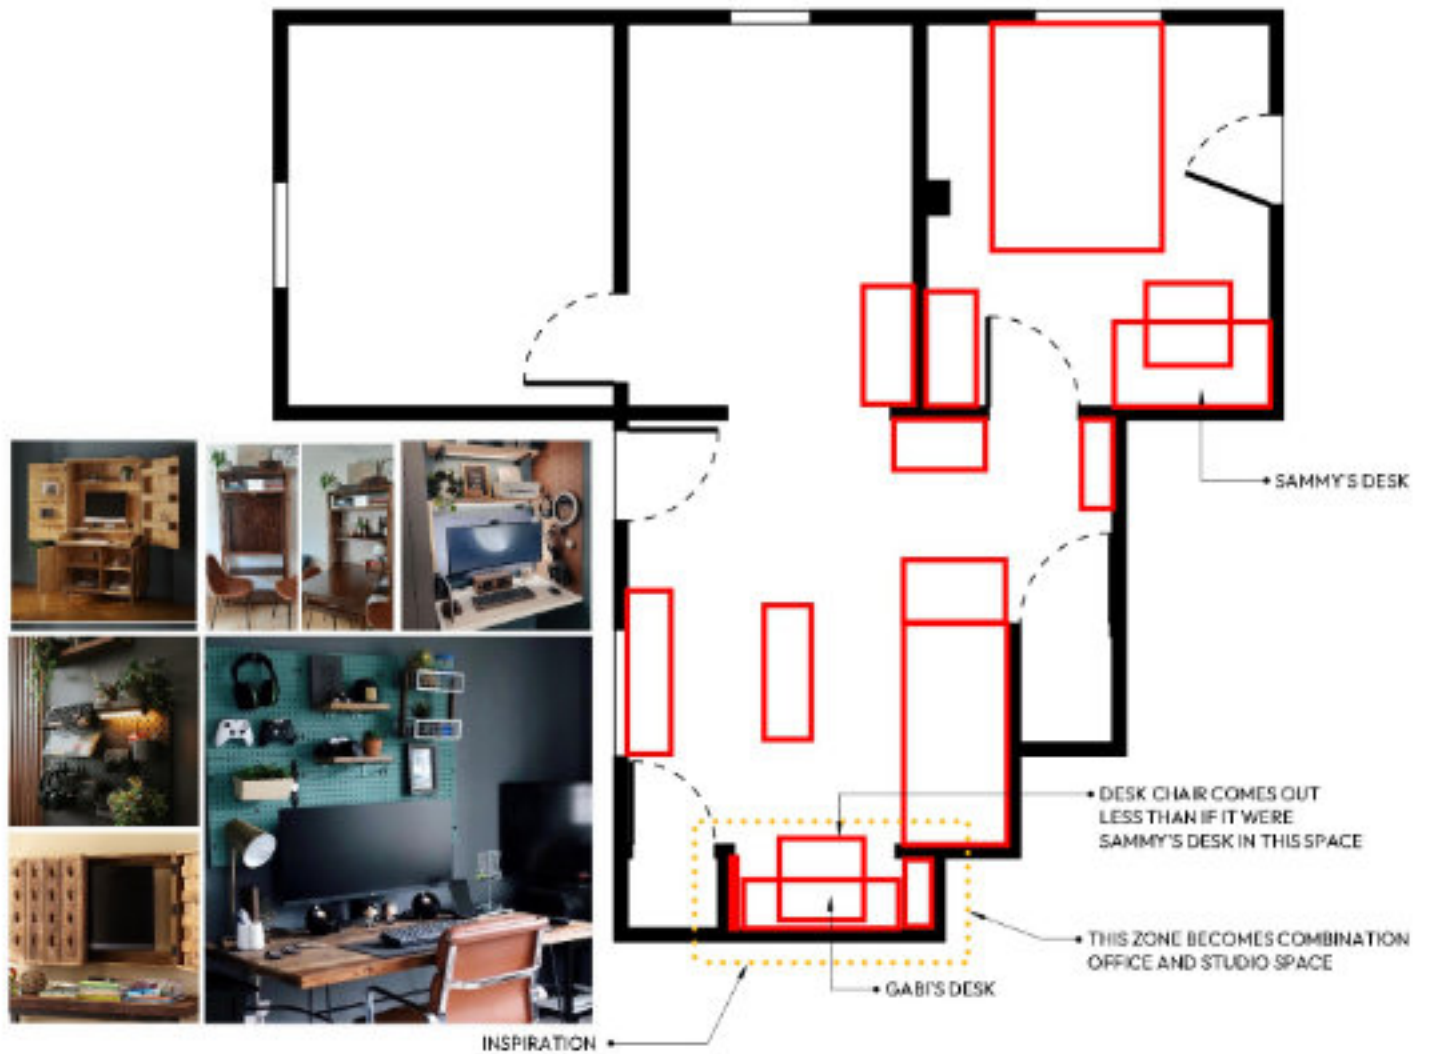 SAMMY'S DESK
DESK CHAIR COMES OUT
LESS THAN IF IT WERE
SAMMY'S DESK IN THIS SPACE
THIS ZONE BECOMES COMBINATION
OFFICE AND STUDIO SPACE
GABI'S DESK
INSPIRATION